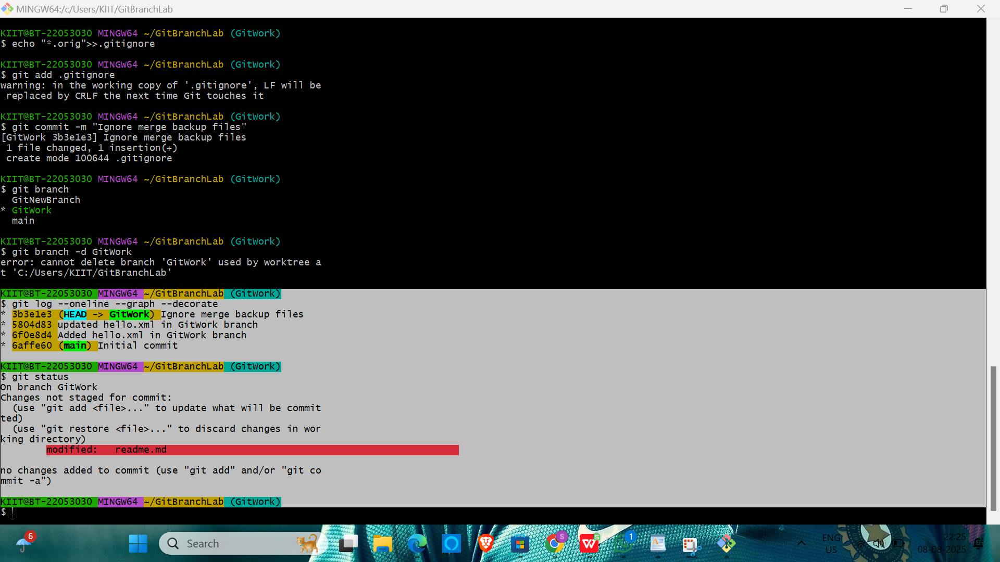 MINGW64:/c/Users/KIIT/GitBranchLab
KIIT@BT-22053030 MINGW64 ~/GitBranchLab (GitWork)
$ echo "*.orig">>.gitignore
KIIT@BT-22053030 MINGW64 ~/GitBranchLab (GitWork)
$ git add .gitignore
warning: in the working copy of '.gitignore', LF will be
 replaced by CRLF the next time Git touches it
KIIT@BT-22053030 MINGW64 ~/GitBranchLab (GitWork)
$ git commit -m "Ignore merge backup files"
[GitWork 3b3e1e3] Ignore merge backup files
 1 file changed, 1 insertion(+)
 create mode 100644 .gitignore
KIIT@BT-22053030 MINGW64 ~/GitBranchLab (GitWork)
$ git branch
  GitNewBranch
* GitWork
  main
KIIT@BT-22053030 MINGW64 ~/GitBranchLab (GitWork)
$ git branch -d GitWork
error: cannot delete branch 'GitWork' used by worktree a
t 'C:/Users/KIIT/GitBranchLab'
KIIT@BT-22053030 MINGW64 ~/GitBranchLab (GitWork)
$ git log --oneline --graph --decorate
* 3b3e1e3 (HEAD -> GitWork) Ignore merge backup files
* 5804d83 updated hello.xml in GitWork branch
* 6f0e8d4 Added hello.xml in GitWork branch
* 6affe60 (main) Initial commit
KIIT@BT-22053030 MINGW64 ~/GitBranchLab (GitWork)
$ git status
On branch GitWork
Changes not staged for commit:
  (use "git add <file>..." to update what will be commit
ted)
  (use "git restore <file>..." to discard changes in wor
king directory)
        modified:   readme.md
no changes added to commit (use "git add" and/or "git co
mmit -a")
KIIT@BT-22053030 MINGW64 ~/GitBranchLab (GitWork)
$
6
Search
S
S
1
ENG
US
22:25
08-08-2025